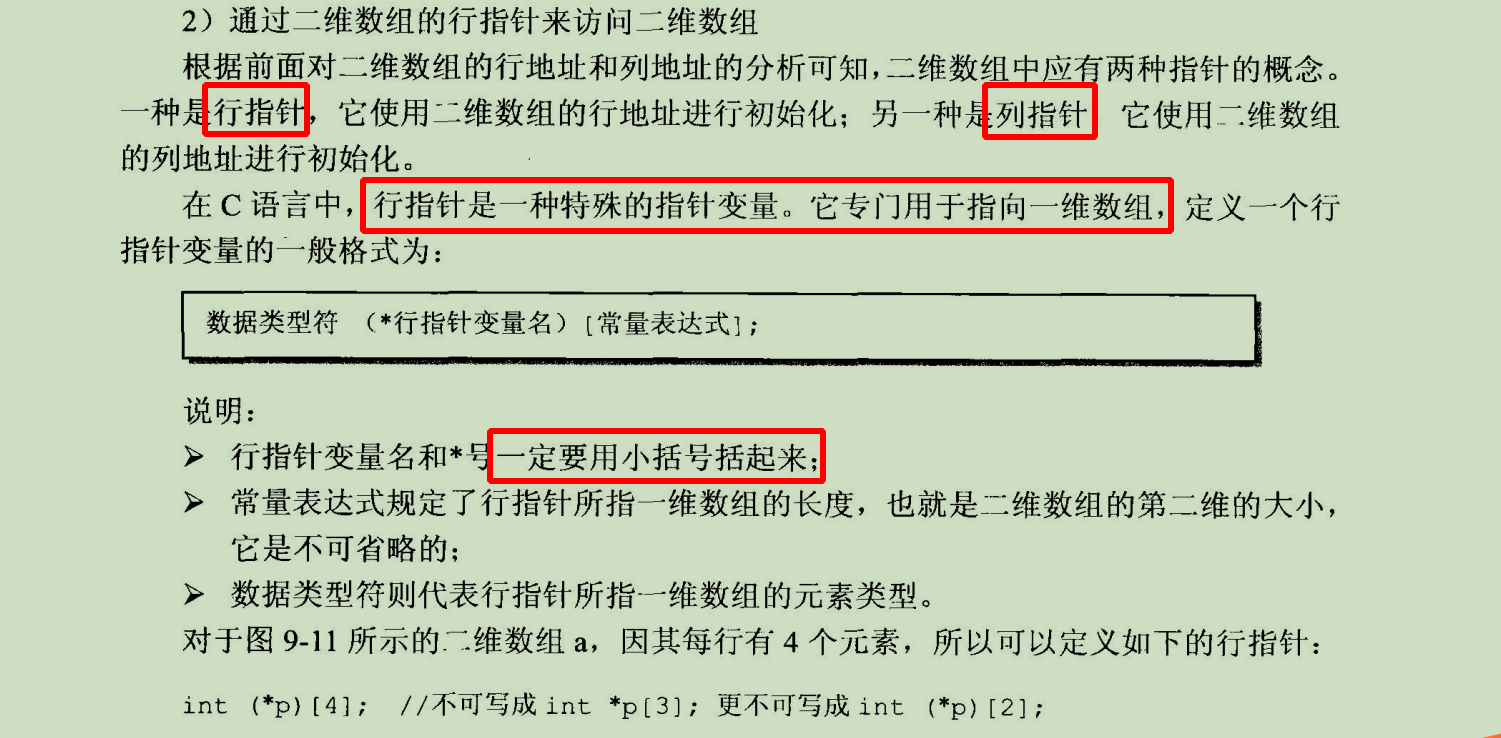 2）通过二维数组的行指针来访问二维数组
根据前面对二维数组的行地址和列地址的分析可知，二维数组中应有两种指针的概念。
一种是行指针，它使用二维数组的行地址进行初始化；另一种是列指针 它使用二维数组
的列地址进行初始化。
在 C 语言中，行指针是一种特殊的指针变量。它专门用于指向一维数组，定义一个行
指针变量的一般格式为：
数据类型符 （*行指针变量名）[常量表达式]；
说明：
➤ 行指针变量名和*号一定要用小括号括起来；
➤ 常量表达式规定了行指针所指一维数组的长度，也就是二维数组的第二维的大小，
它是不可省略的；
➤ 数据类型符则代表行指针所指一维数组的元素类型。
对于图 9-11 所示的二维数组 a，因其每行有 4 个元素，所以可以定义如下的行指针：
int (*p)[4]; //不可写成 int *p[3]; 更不可写成 int (*p)[2];